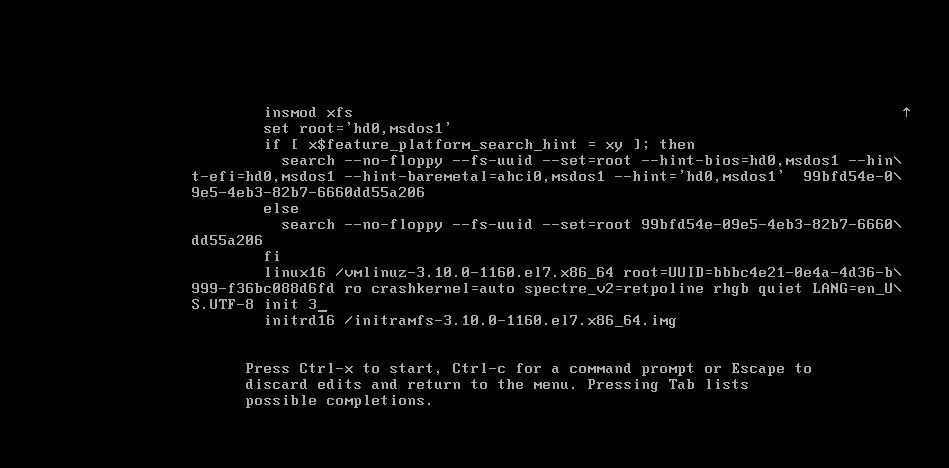 insmod xfs ↑
set root='hd0,msdos1'
if [ x$feature_platform_search_hint = xy ]; then
search --no-floppy --fs-uuid --set=root --hint-bios=hd0,msdos1 --hin\
t-efi=hd0,msdos1 --hint-baremetal=ahci0,msdos1 --hint='hd0,msdos1'  99bfd54e-0\
9e5-4eb3-82b7-6660dd55a206
else
search --no-floppy --fs-uuid --set=root 99bfd54e-09e5-4eb3-82b7-6660\
dd55a206
fi
linux16 /vmlinuz-3.10.0-1160.el7.x86_64 root=UUID=bbbc4e21-0e4a-4d36-b\
999-f36bc088d6fd ro crashkernel=auto spectre_v2=retpoline rhgb quiet LANG=en_U\
S.UTF-8 init 3_
initrd16 /initramfs-3.10.0-1160.el7.x86_64.img
Press Ctrl-x to start, Ctrl-c for a command prompt or Escape to
discard edits and return to the menu. Pressing Tab lists
possible completions.